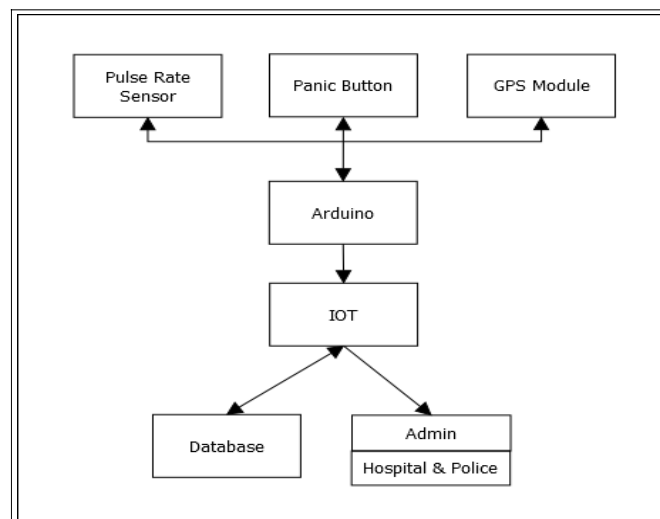 Pulse Rate
Sensor
Panic Button
GPS Module
Arduino
IOT
Database
Admin
Hospital & Police